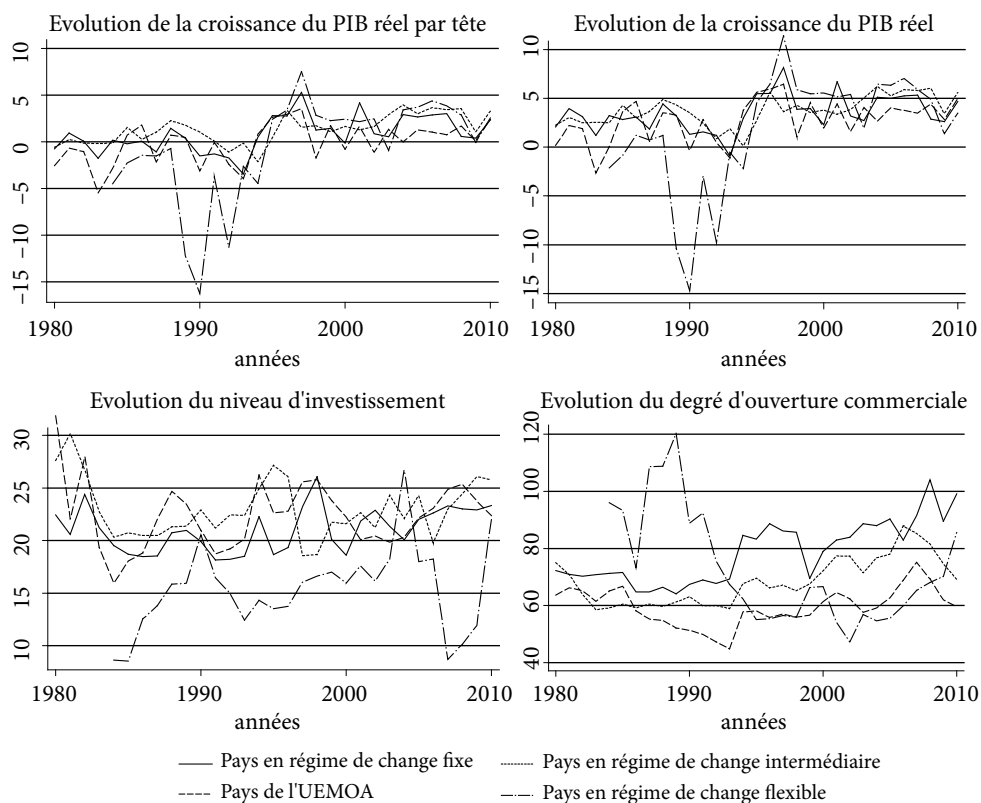 Evolution de la croissance du PIB réel par tête
10
5
0
−5
−10
−15
1980 1990 2000 2010
années
Evolution de la croissance du PIB réel
10
5
0
−5
−10
−15
1980 1990 2000 2010
années
Evolution du niveau d'investissement
30
25
20
15
10
1980 1990 2000 2010
années
Evolution du degré d'ouverture commerciale
120
100
80
60
40
1980 1990 2000 2010
années
Pays en régime de change fixe
Pays en régime de change intermédiaire
Pays de l'UEMOA
Pays en régime de change flexible